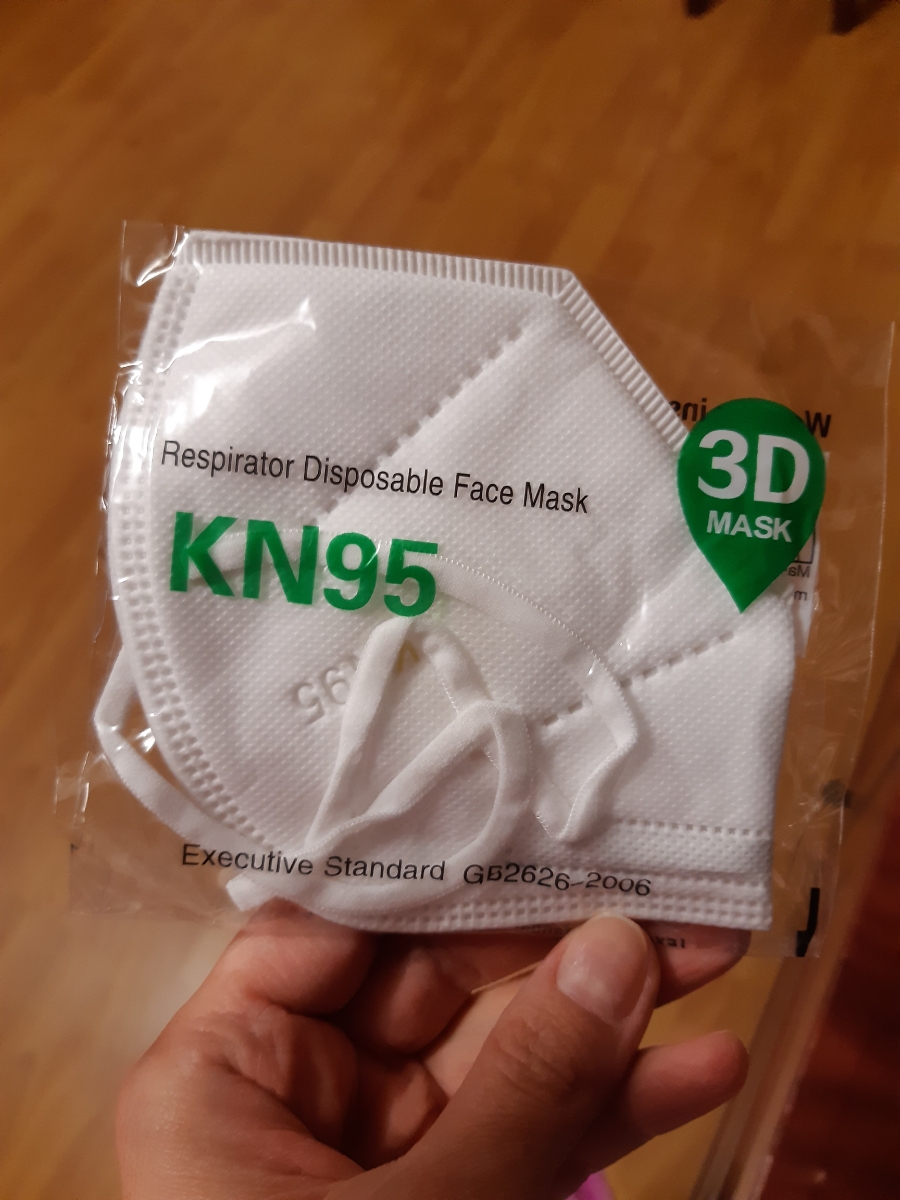 Respirator Disposable Face Mask
KN95
3D
MASK
Executive Standard GB2626-2006